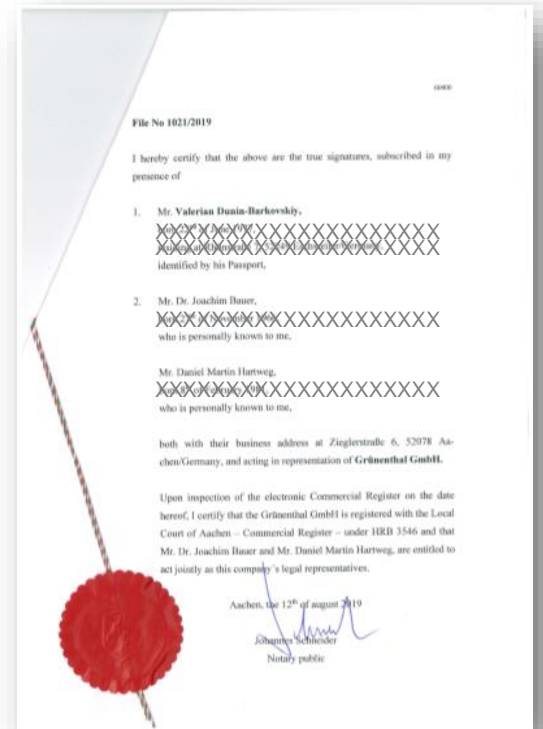 File No 1021/2019
I hereby certify that the above are the true signatures, subscribed in my
presence of
1. Mr. Valerian Dunin-Barkovskiy,
XXXXXXXXXXXXXXXXXXXXXXX
XXXXXXXXXXXXXXXXXXXXXXX
identified by his Passport,
2. Mr. Dr. Joachim Bauer,
XXXXXXXXXXXXXXXXXXXXXXX
who is personally known to me,
Mr. Daniel Martin Hartweg,
XXXXXXXXXXXXXXXXXXXXXXX
who is personally known to me,
both with their business address at Zieglerstraße 6, 52078 Aa-
chen/Germany, and acting in representation of Grünenthal GmbH.
Upon inspection of the electronic Commercial Register on the date
hereof, I certify that the Grünenthal GmbH is registered with the Local
Court of Aachen – Commercial Register – under HRB 3546 and that
Mr. Dr. Joachim Bauer and Mr. Daniel Martin Hartweg, are entitled to
act jointly as this company´s legal representatives.
Aachen, the 12th of august 2019
Johannes Schneider
Notary public